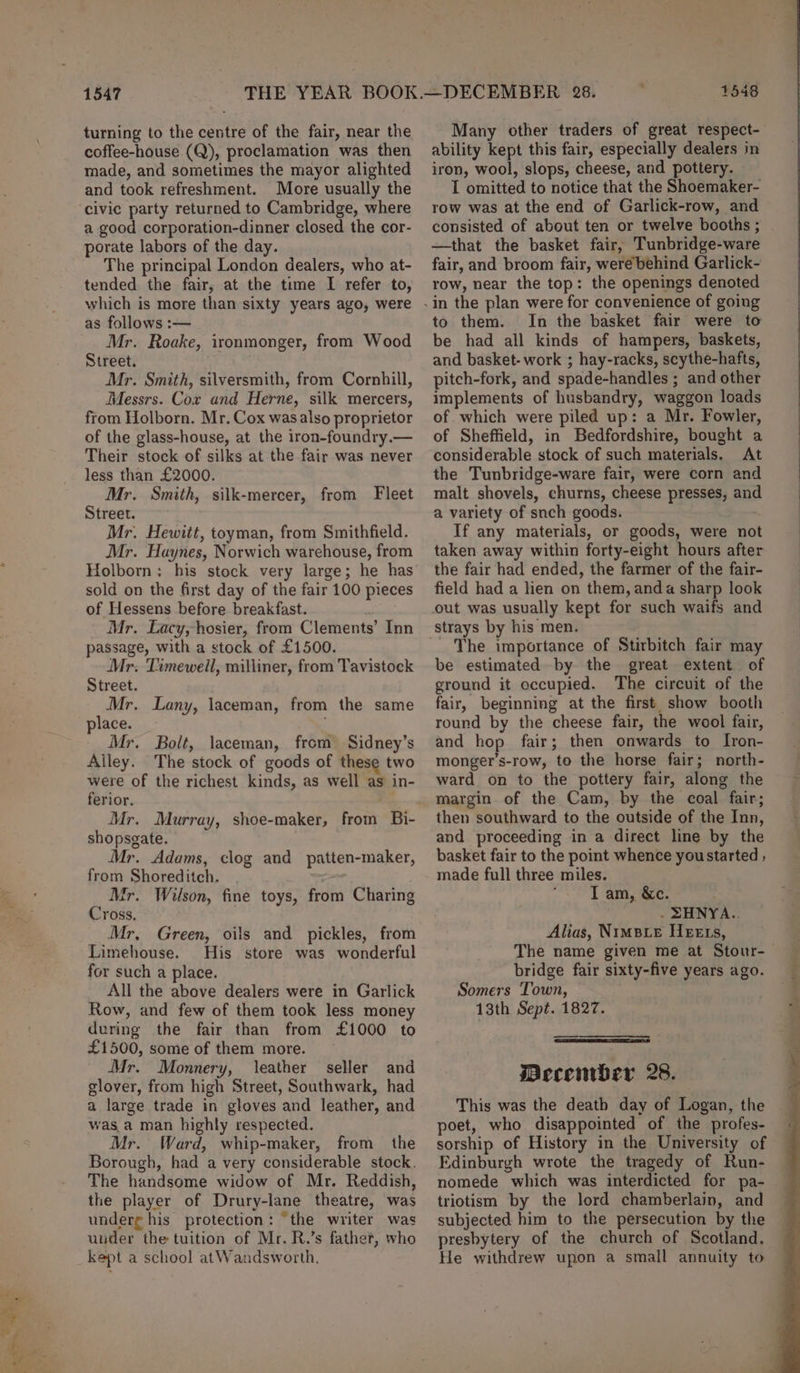 1547 THE YEAR BOOK.—DECEMBER 28. 1548
turning to the centre of the fair, near the
coffee-house (Q), proclamation was then
made, and sometimes the mayor alighted
and took refreshment. More usually the
civic party returned to Cambridge, where
a good corporation-dinner closed the cor-
porate labors of the day.
The principal London dealers, who at-
tended the fair, at the time I refer to,
which is more than sixty years ago, were
as follows :—
Mr. Roake, ironmonger, from Wood
Street.
Mr. Smith, silversmith, from Cornhill,
Messrs. Cox and Herne, silk mercers,
from Holborn. Mr. Cox was also proprietor
of the glass-house, at the iron-foundry.—
Their stock of silks at the fair was never
less than £2000.
Mr. Smith, silk-mercer, from Fleet
Street.
Mr. Hewitt, toyman, from Smithfield.
Mr. Haynes, Norwich warehouse, from
Holborn; his stock very large; he has
sold on the first day of the fair 100 pieces
of Hessens before breakfast.
Mr. Lacy, hosier, from Clements' Inn
passage, with a stock of £1500.
Mr. Timewell, milliner, from Tavistock
Street.
Mr. Lany, laceman, from the same
place.
Mr. Bolt, laceman, from Sidney's
Alley. The stock of goods of these two
were of the richest kinds, as well as in-
ferior.
Mr. Murray, shoe-maker, from Bi-
shopsgate.
Mr. Adams, clog and patten-maker,
from Shoreditch.
Mr. Wilson, fine toys, from Charing
Cross.
Mr. Green, oils and pickles, from
Limehouse. His store was wonderful
for such a place.
All the above dealers were in Garlick
Row, and few of them took less money
during the fair than from £1000 to
£1500, some of them more.
Mr. Monnery, leather seller and
glover, from high Street, Southwark, had
a large trade in gloves and leather, and
was a man highly respected.
Mr. Ward, whip-maker, from the
Borough, had a very considerable stock.
The handsome widow of Mr. Reddish,
the player of Drury-lane theatre, was
under his protection: the writer was
under the tuition of Mr. R.'s father, who
kept a school at Wandsworth.
Many other traders of great respect-
ability kept this fair, especially dealers in
iron, wool, slops, cheese, and pottery.
I omitted to notice that the Shoemaker-
row was at the end of Garlick-row, and
consisted of about ten or twelve booths;
—that the basket fair, Tunbridge-ware
fair, and broom fair, were behind Garlick-
row, near the top: the openings denoted
in the plan were for convenience of going
to them. In the basket fair were to
be had all kinds of hampers, baskets,
and basket-work; hay-racks, scythe-hafts,
pitch-fork, and spade-handles; and other
implements of husbandry, waggon loads
of which were piled up: a Mr. Fowler,
of Sheffield, in Bedfordshire, bought a
considerable stock of such materials. At
the Tunbridge-ware fair, were corn and
malt shovels, churns, cheese presses, and
a variety of snch goods.
If any materials, or goods, were not
taken away within forty-eight hours after
the fair had ended, the farmer of the fair-
field had a lien on them, and a sharp look
out was usually kept for such waifs and
strays by his men.
The importance of Stirbitch fair may
be estimated by the great extent of
ground it occupied. The circuit of the
fair, beginning at the first show booth
round by the cheese fair, the wool fair,
and hop fair; then onwards to Iron-
monger's-row, to the horse fair; north-
ward on to the pottery fair, along the
margin of the Cam, by the coal fair;
then southward to the outside of the Inn,
and proceeding in a direct line by the
basket fair to the point whence you started,
made full three miles.
I am, &c.
ΣΗΝΥΑ.
Alias, Nimble Heels,
The name given me at Stour-
bridge fair sixty-five years ago.
Somers Town,
13th Sept. 1827.
December 28.
This was the death day of Logan, the
poet, who disappointed of the profes-
sorship of History in the University of
Edinburgh wrote the tragedy of Run-
nomede which was interdicted for pa-
triotism by the lord chamberlain, and
subjected him to the persecution by the
presbytery of the church of Scotland.
He withdrew upon a small annuity to